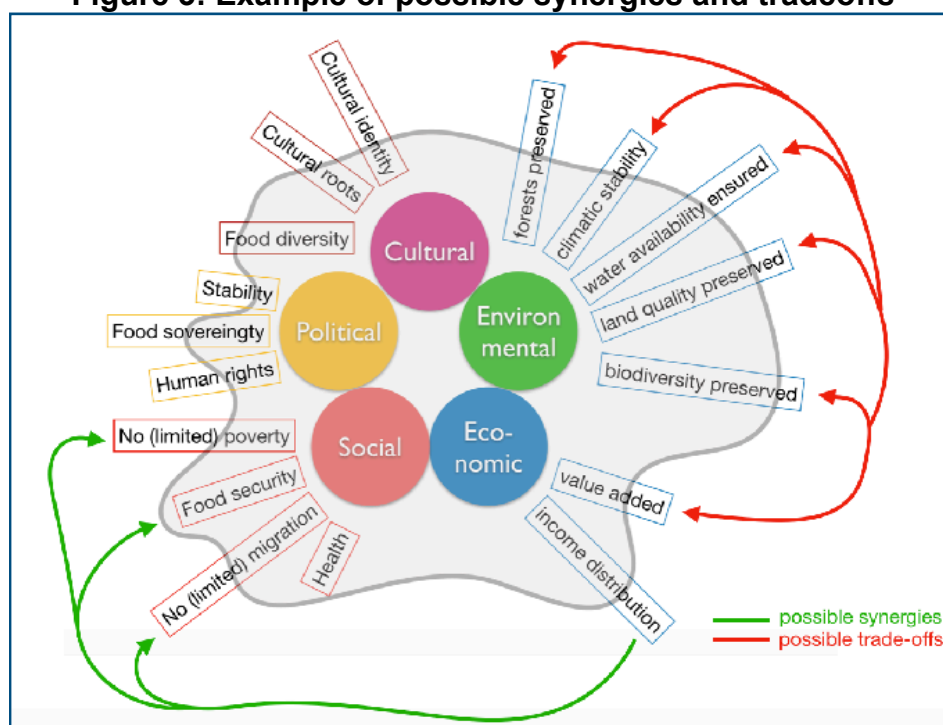 Figure 3: Example of possible synergies and tradeoffs
Cultural identity
Cultural roots
Food diversity
Stability
Food sovereingty
Human rights
No (limited) poverty
Food security
No (limited) migration
Health
Cultural
Political
Environ
mental
Social
Eco-
nomic
forests preserved
climatic stability
water availability ensured
land quality preserved
biodiversity preserved
value added
income distribution
possible synergies
possible trade-offs